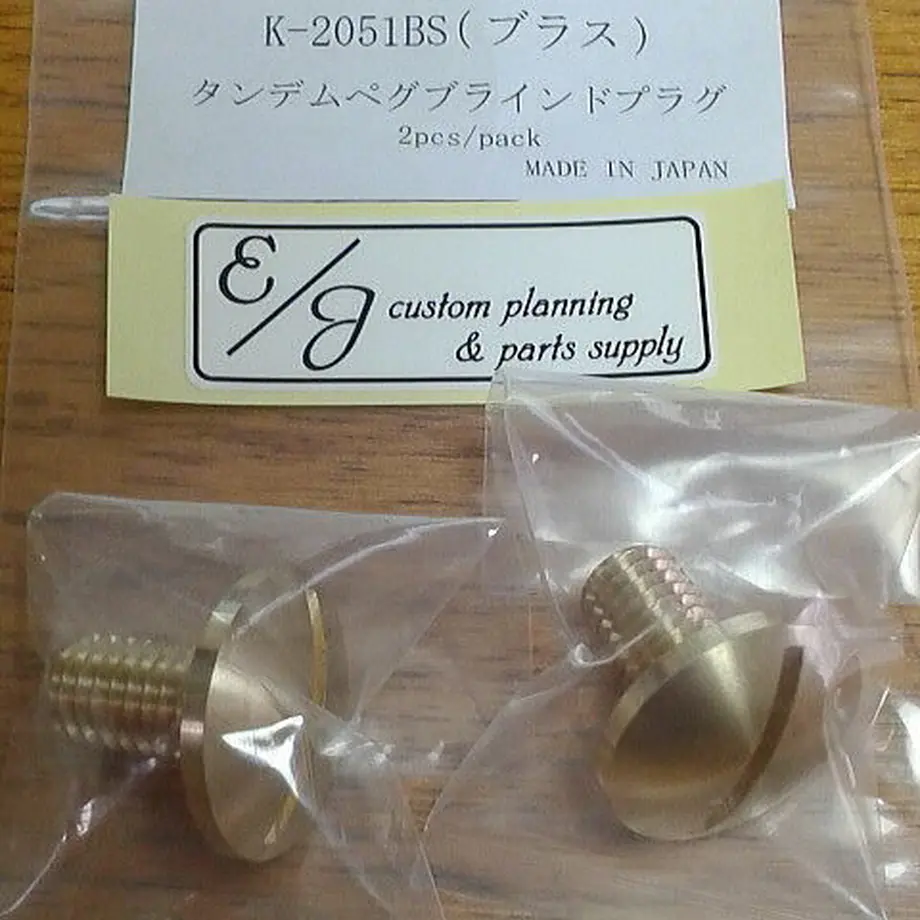 K-2051BS(ブラス)
タンデムペグブラインドプラグ
2pcs/pack
MADE IN JAPAN
E/J custom planning
& parts supply